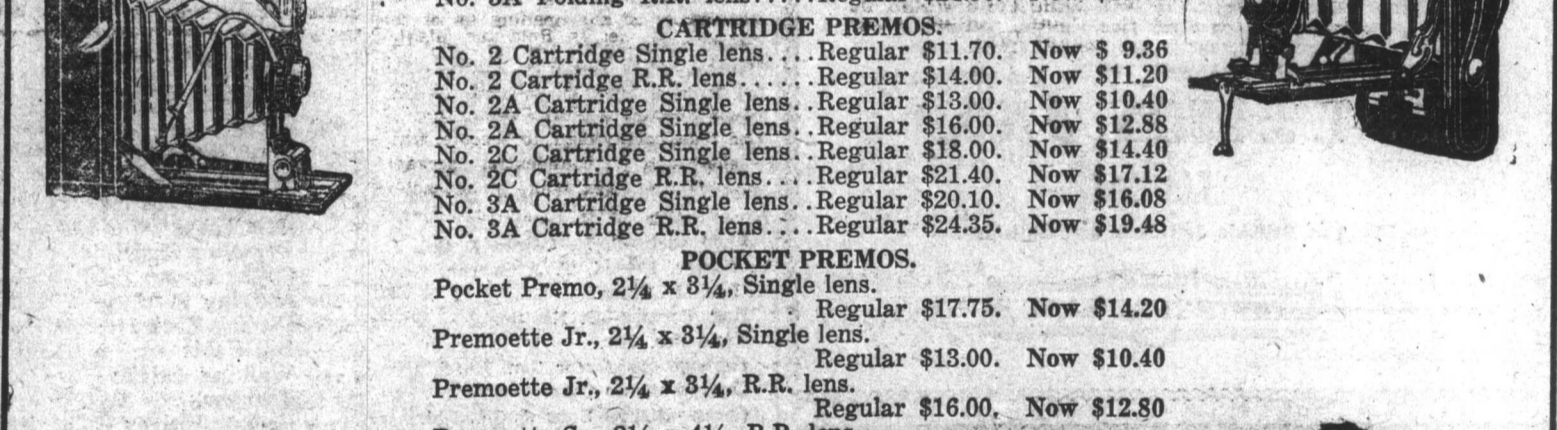 CARTRIDGE PREMOS.
No. 2 Cartridge Single lens....Regular $11.70. Now $ 9.36
No. 2 Cartridge R.R. lens......Regular $14.00. Now $11.20
No. 2A Cartridge Single lens..Regular $13.00. Now $10.40
No. 2A Cartridge Single lens..Regular $16.00. Now $12.88
No. 2C Cartridge Single lens..Regular $18.00. Now $14.40
No. 2C Cartridge R.R. lens....Regular $21.40. Now $17.12
No. 3A Cartridge Single lens..Regular $20.10. Now $16.08
No. 3A Cartridge R.R. lens....Regular $24.35. Now $19.48
POCKET PREMOS.
Pocket Premo, 2¼ x 3¼, Single lens.
Regular $17.75. Now $14.20
Premoette Jr., 2¼ x 3¼, Single lens.
Regular $13.00. Now $10.40
Premoette Jr., 2¼ x 3¼, R.R. lens.
Regular $16.00. Now $12.80